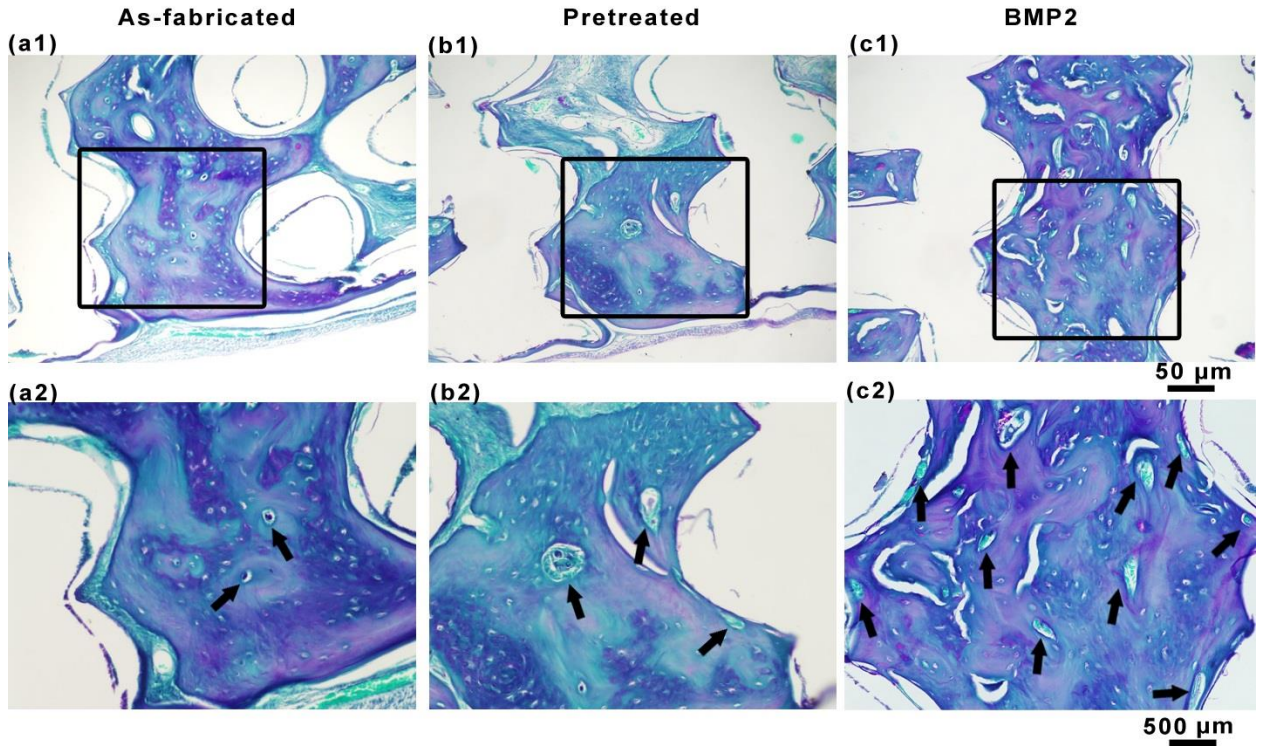 As-fabricated Pretreated BMP2
(a1) (b1) (c1)
50 µm
(a2) (b2) (c2)
500 µm